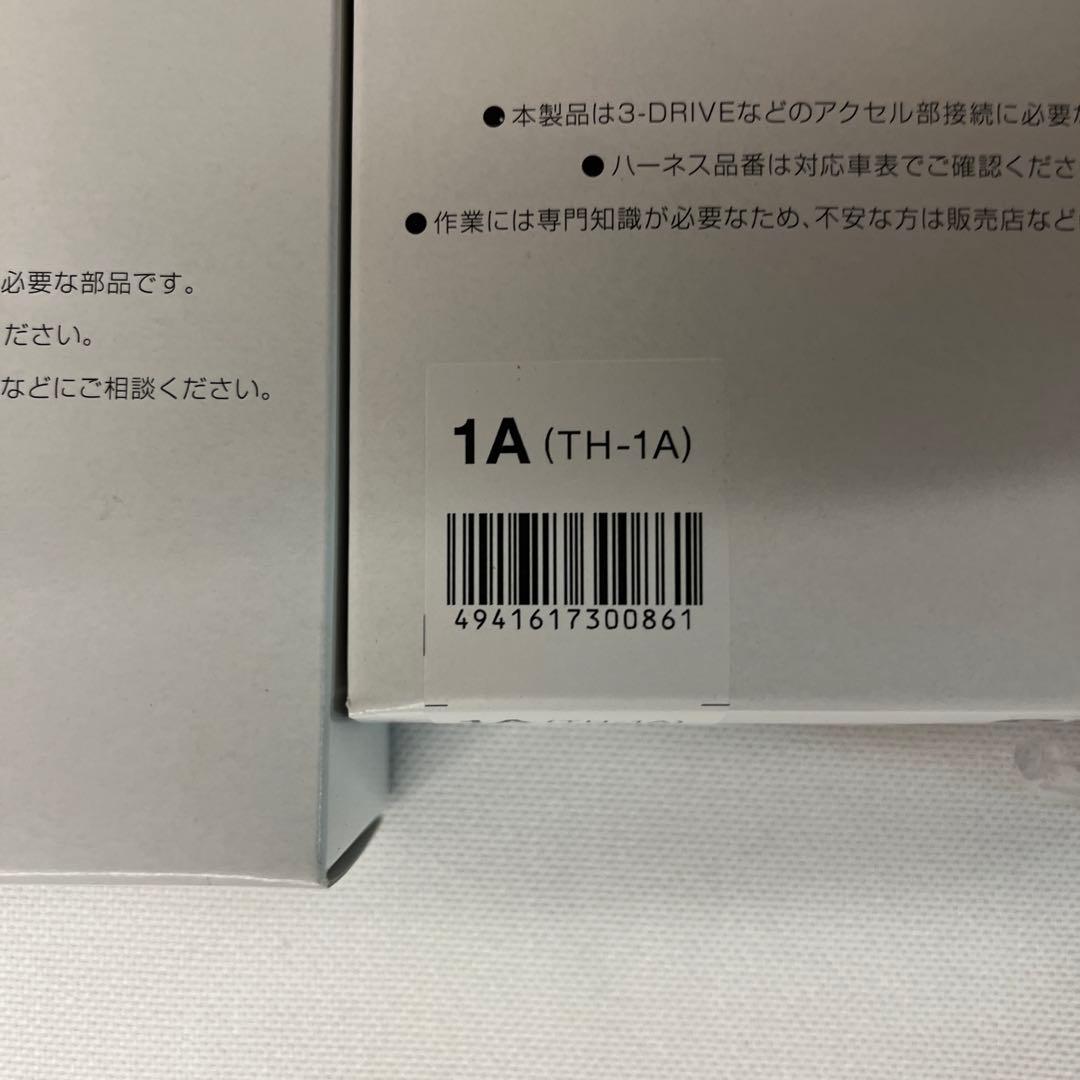 ●本製品は3-DRIVEなどのアクセル部接続に必要な
●ハーネス品番は対応車表でご確認くださ
●作業には専門知識が必要なため、不安な方は販売店など
必要な部品です。
ださい。
などにご相談ください。
1A (TH-1A)
4941617300861
1A (TH-1A)